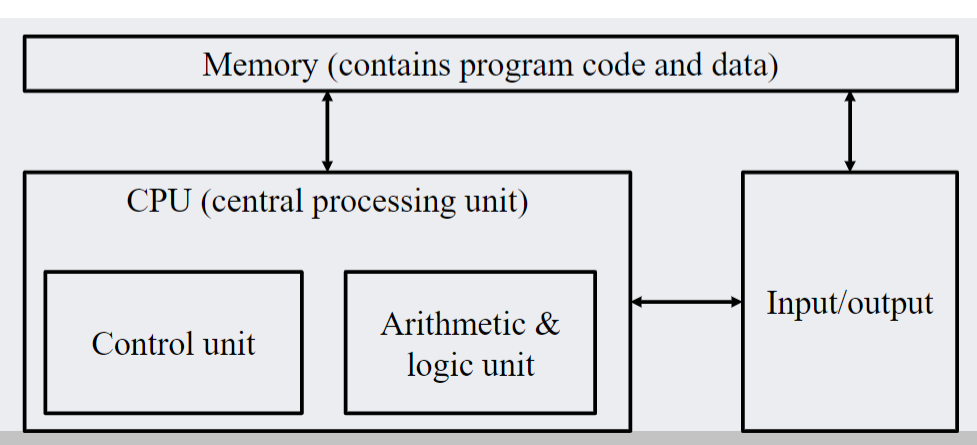 Memory (contains program code and data)
CPU (central processing unit)
Control unit
Arithmetic &
logic unit
Input/output